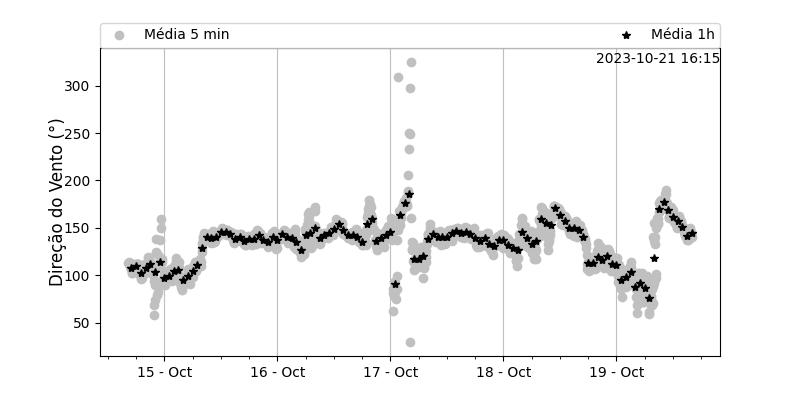 Média 5 min
Média 1h
2023-10-21 16:15
Direção do Vento (°)
300
250
200
150
100
50
15 - Oct
16 - Oct
17 - Oct
18 - Oct
19 - Oct